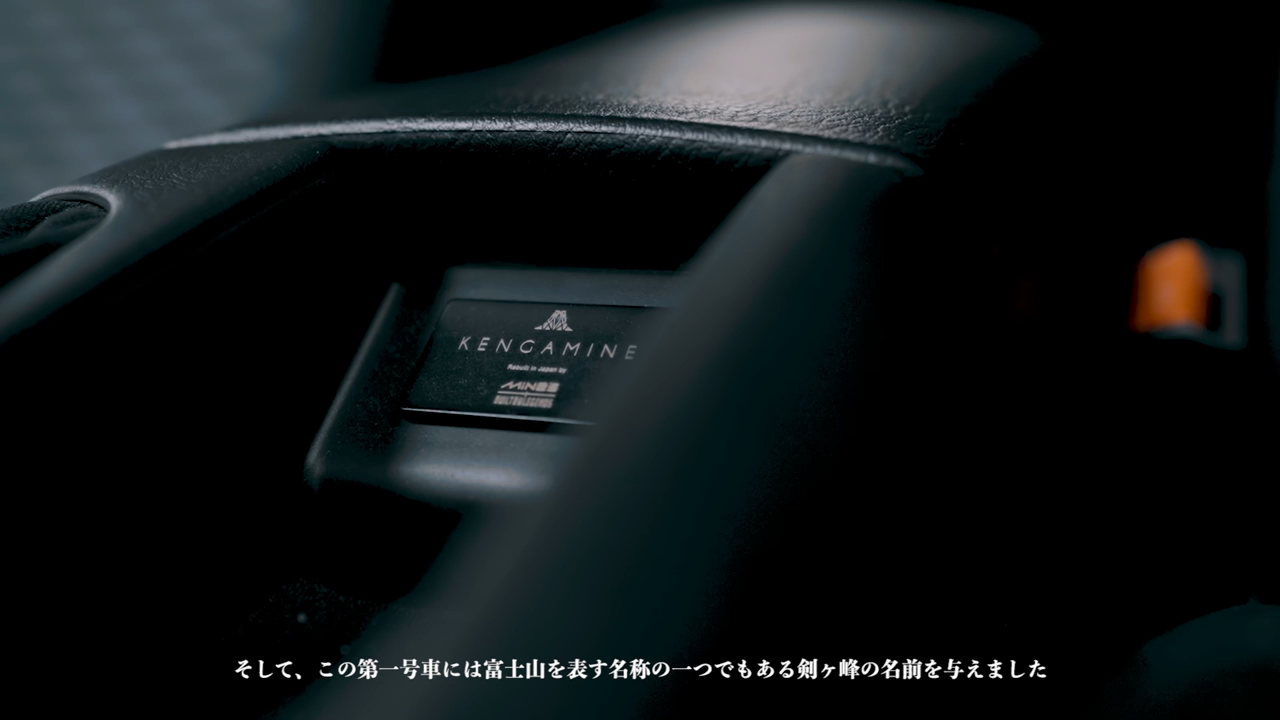 KENGAMINE
Rebuilt in Japan by
MINEE
BUILTBYLEGENDS
そして、この第一号車には富士山を表す名称の一つでもある剣ヶ峰の名前を与えました